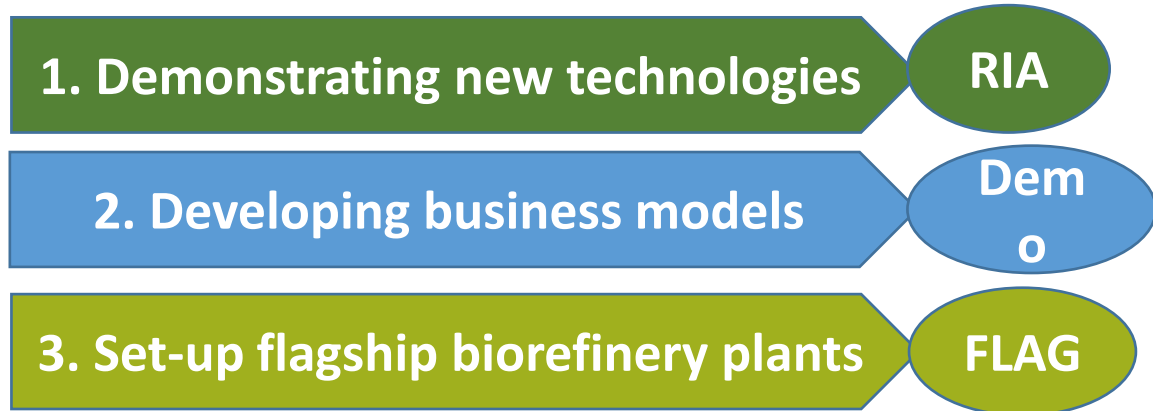 1. Demonstrating new technologies
RIA
2. Developing business models
Dem
o
3. Set-up flagship biorefinery plants
FLAG